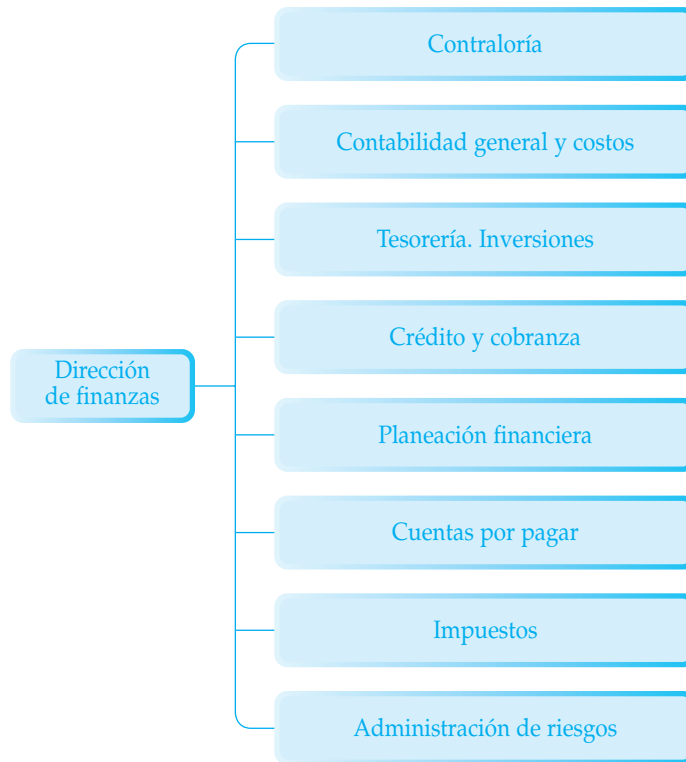 Contraloría
Contabilidad general y costos
Tesorería. Inversiones
Crédito y cobranza
Dirección
de finanzas
Planeación financiera
Cuentas por pagar
Impuestos
Administración de riesgos